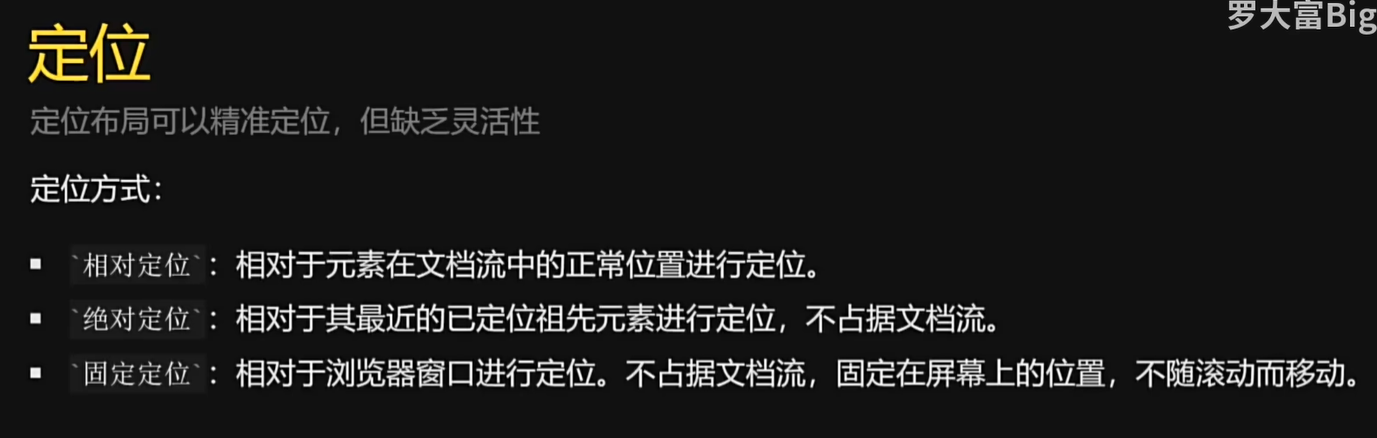 罗大富Big
定位
定位布局可以精准定位，但缺乏灵活性
定位方式：
▪ `相对定位`：相对于元素在文档流中的正常位置进行定位。
▪ `绝对定位`：相对于其最近的已定位祖先元素进行定位，不占据文档流。
▪ `固定定位`：相对于浏览器窗口进行定位。不占据文档流，固定在屏幕上的位置，不随滚动而移动。